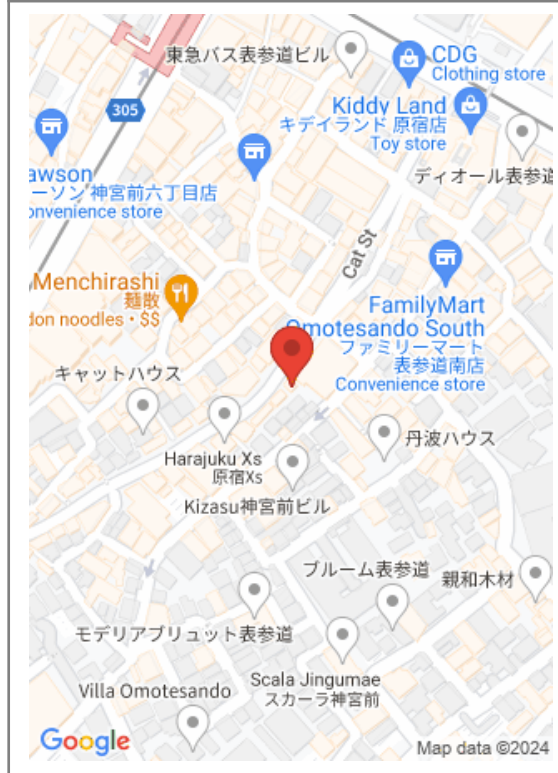 東急バス表参道ビル
CDG
Clothing store
305
Kiddy Land
キデイランド 原宿店
Toy store
awson
ーソン 神宮前六丁目店
onvenience store
ディオール表参道
Cat St
Menchirashi
麺散
don noodles・$$
FamilyMart
Omotesando South
ファミリーマート
表参道南店
Convenience store
キャットハウス
Harajuku Xs
原宿Xs
丹波ハウス
Kizasu神宮前ビル
ブルーム表参道
親和木材
モデリアブリュット表参道
Scala Jingumae
スカーラ神宮前
Villa Omotesando
Google
Map data ©2024